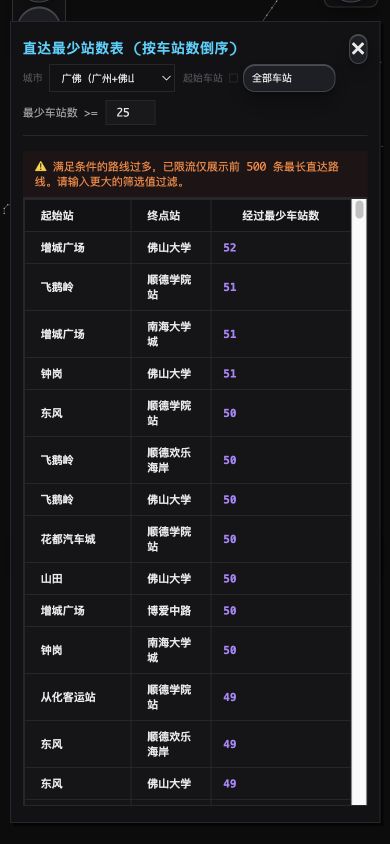 直达最少站数表 (按车站数倒序)
城市 广佛 (广州+佛山 起始车站 全部车站
最少车站数 >= 25
⚠ 满足条件的路线过多，已限流仅展示前 500 条最长直达路
线。请输入更大的筛选值过滤。
起始站 终点站 经过最少车站数
增城广场 佛山大学 52
飞鹅岭 顺德学院
站 51
增城广场 南海大学
城 51
钟岗 佛山大学 51
东风 顺德学院
站 50
飞鹅岭 顺德欢乐
海岸 50
飞鹅岭 佛山大学 50
花都汽车城 顺德学院
站 50
山田 佛山大学 50
增城广场 博爱中路 50
钟岗 南海大学
城 50
从化客运站 顺德学院
站 49
东风 顺德欢乐
海岸 49
东风 佛山大学 49